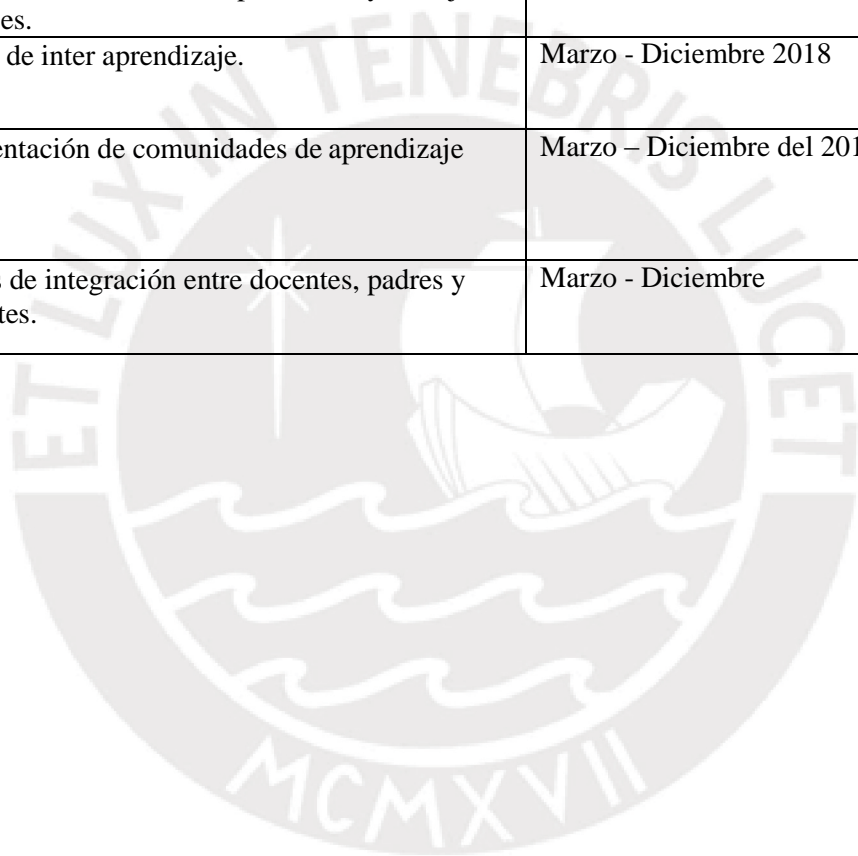 es.
de inter aprendizaje.
Marzo - Diciembre 2018
entación de comunidades de aprendizaje
Marzo – Diciembre del 201
de integración entre docentes, padres y
Marzo - Diciembre
tes.
ET LUX IN TENEBRIS LUCET
MCMXVII